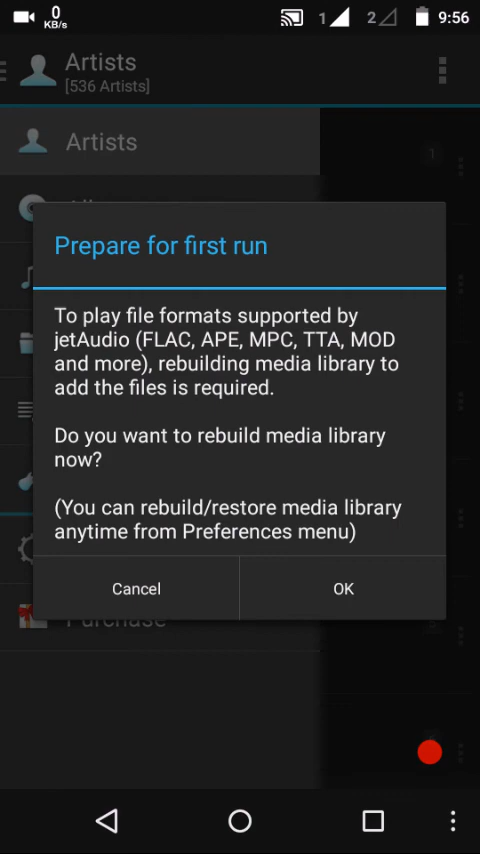 0
KB/s
1
2
9:56
Artists
[536 Artists]
Artists
1
Prepare for first run
To play file formats supported by
jetAudio (FLAC, APE, MPC, TTA, MOD
and more), rebuilding media library to
add the files is required.
Do you want to rebuild media library
now?
(You can rebuild/restore media library
anytime from Preferences menu)
Cancel
OK
Purchase